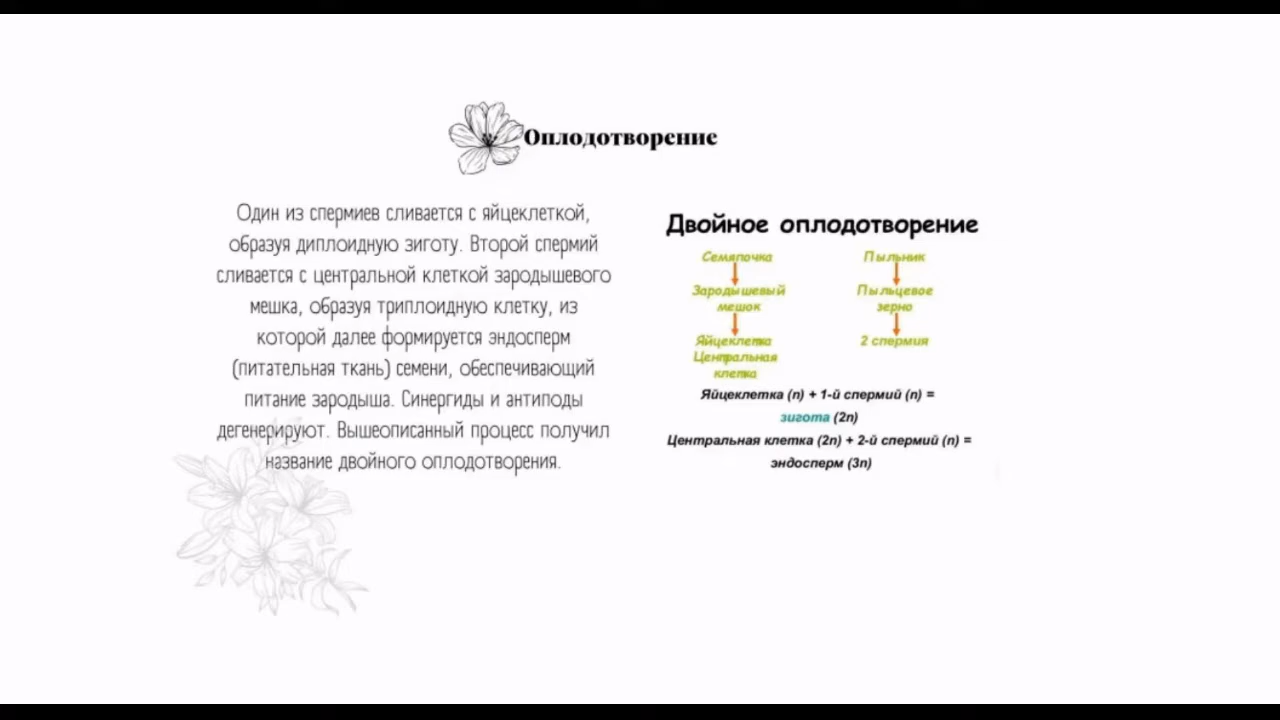 Оплодотворение
Один из спермиев сливается с яйцеклеткой,
образуя диплоидную зиготу. Второй спермий
сливается с центральной клеткой зародышевого
мешка, образуя триплоидную клетку, из
которой далее формируется эндосперм
(питательная ткань) семени, обеспечивающий
питание зародыша. Синергиды и антиподы
дегенерируют. Вышеописанный процесс получил
название двойного оплодотворения.
Двойное оплодотворение
Семяпочка
Зародышевый
мешок
Яйцеклетка
Центральная
клетка
Пыльник
Пыльцевое
зерно
2 спермия
Яйцеклетка (n) + 1-й спермий (n) =
зигота (2n)
Центральная клетка (2n) + 2-й спермий (n) =
эндосперм (3n)